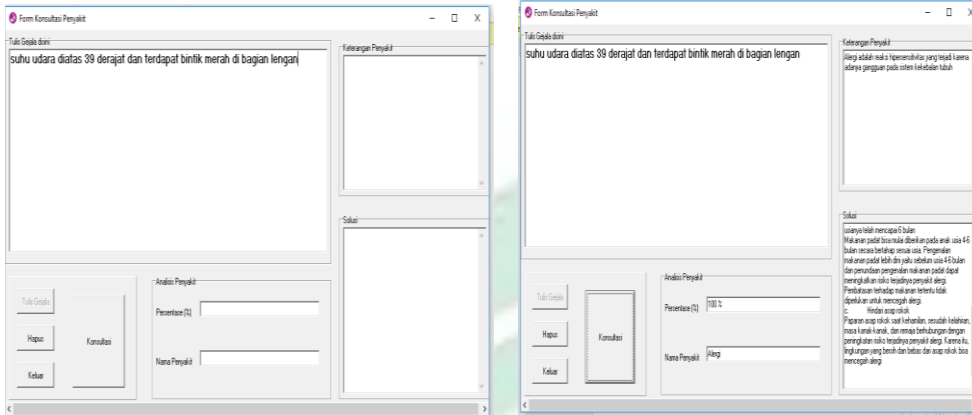 Form Konsultasi Penyakit
Tulis Gejala disini
suhu udara diatas 39 derajat dan terdapat bintik merah di bagian lengan
Keterangan Penyakit
Solusi
Tulis Gejala
Hapus
Keluar
Konsultasi
Analisis Penyakit
Persentase (%)
Nama Penyakit
Form Konsultasi Penyakit
Tulis Gejala disini
suhu udara diatas 39 derajat dan terdapat bintik merah di bagian lengan
Keterangan Penyakit
Alergi adalah reaksi hipersensitivitas yang terjadi karena
adanya gangguan pada sistem kekebalan tubuh
Solusi
usianya telah mencapai 6 bulan
Makanan padat bisa mulai diberikan pada anak usia 4-6
bulan secara bertahap sesuai usia. Pengenalan
makanan padat lebih dini yaitu sebelum usia 4-6 bulan
dan penundaan pengenalan makanan padat dapat
meningkatkan risiko terjadinya penyakit alergi.
Pembatasan terhadap makanan tertentu tidak
diperlukan untuk mencegah alergi.
c. Hindari asap rokok
Paparan asap rokok saat kehamilan, sesudah kelahiran,
masa kanak-kanak, dan remaja berhubungan dengan
peningkatan risiko terjadinya penyakit alergi. Karena itu,
lingkungan yang bersih dan bebas dari asap rokok bisa
mencegah alergi
Tulis Gejala
Hapus
Keluar
Konsultasi
Analisis Penyakit
Persentase (%)
100 %
Nama Penyakit
Alergi